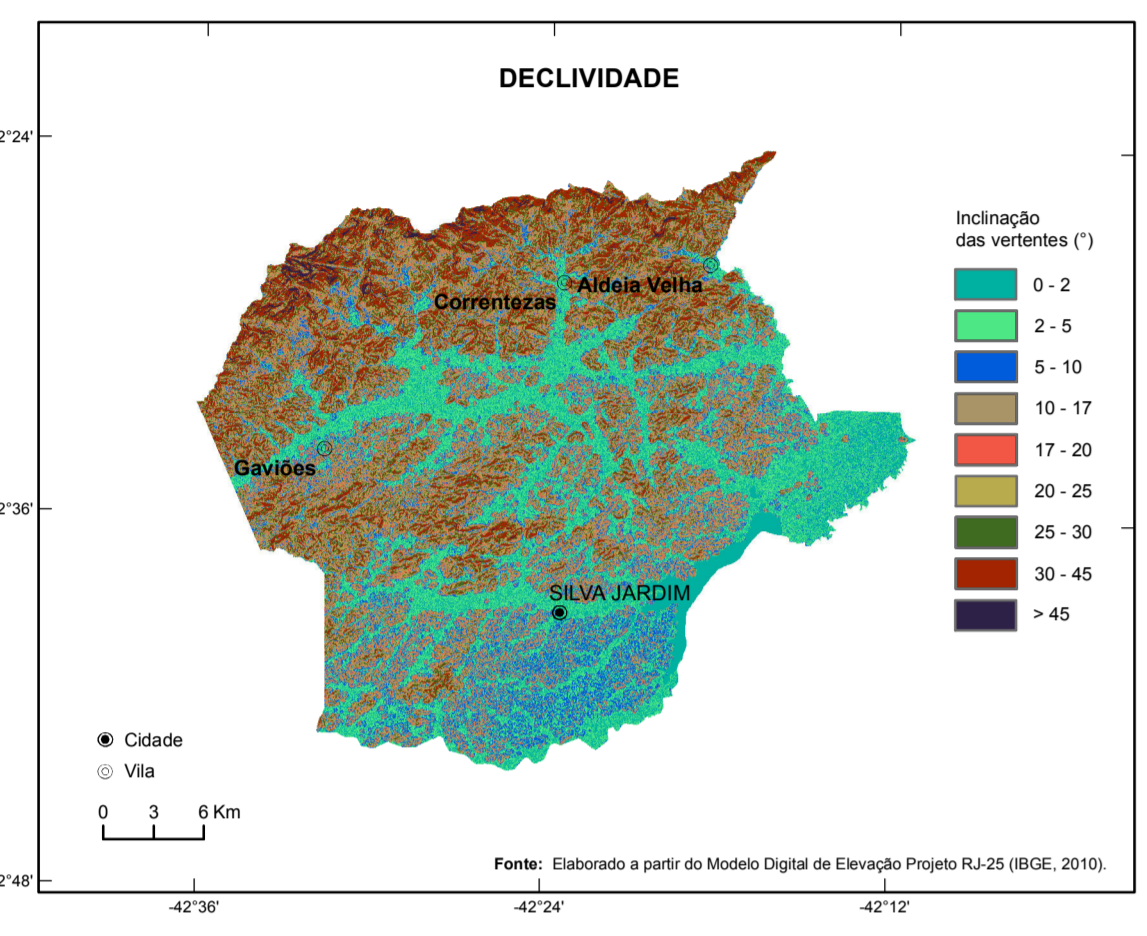 DECLIVIDADE
2°24'
Inclinação
das vertentes (°)
0 - 2
2 - 5
5 - 10
10 - 17
17 - 20
20 - 25
25 - 30
30 - 45
> 45
Aldeia Velha
Correntezas
Gaviões
2°36'
SILVA JARDIM
Cidade
Vila
0 3 6 Km
Fonte: Elaborado a partir do Modelo Digital de Elevação Projeto RJ-25 (IBGE, 2010).
2°48'
-42°36' -42°24' -42°12'